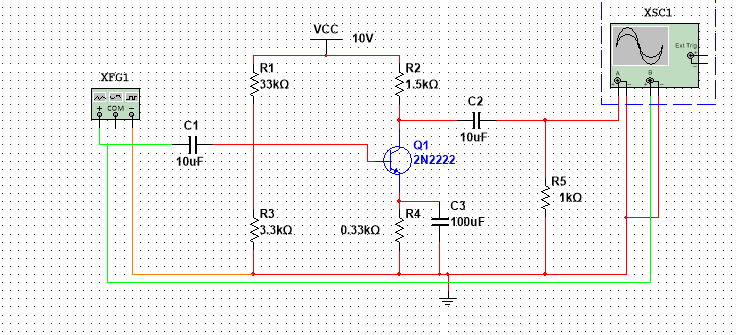 XSC1
VCC
10V
Ext Trig
+
A
B
XFG1
COM
R1
33kΩ
R2
1.5kΩ
C1
10uF
C2
10uF
Q1
2N2222
R5
1kΩ
R3
3.3kΩ
R4
0.33kΩ
C3
100uF